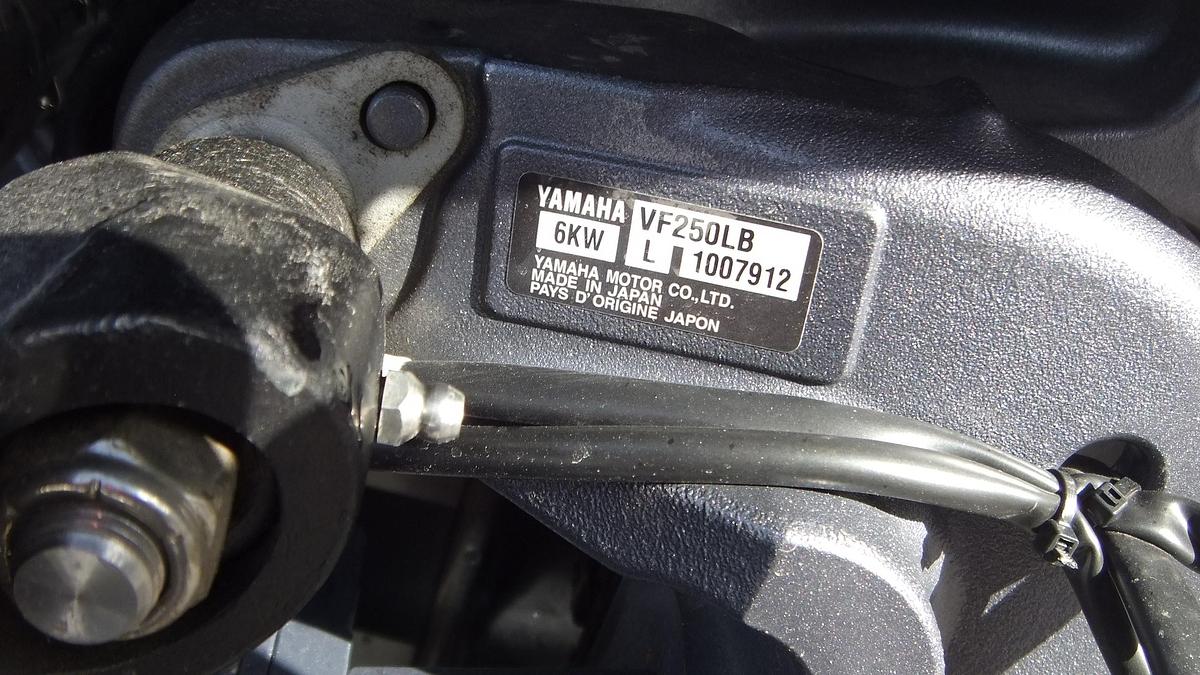 YAMAHA VF250LB
6KW L 1007912
YAMAHA MOTOR CO.,LTD.
MADE IN JAPAN
PAYS D'ORIGINE JAPON